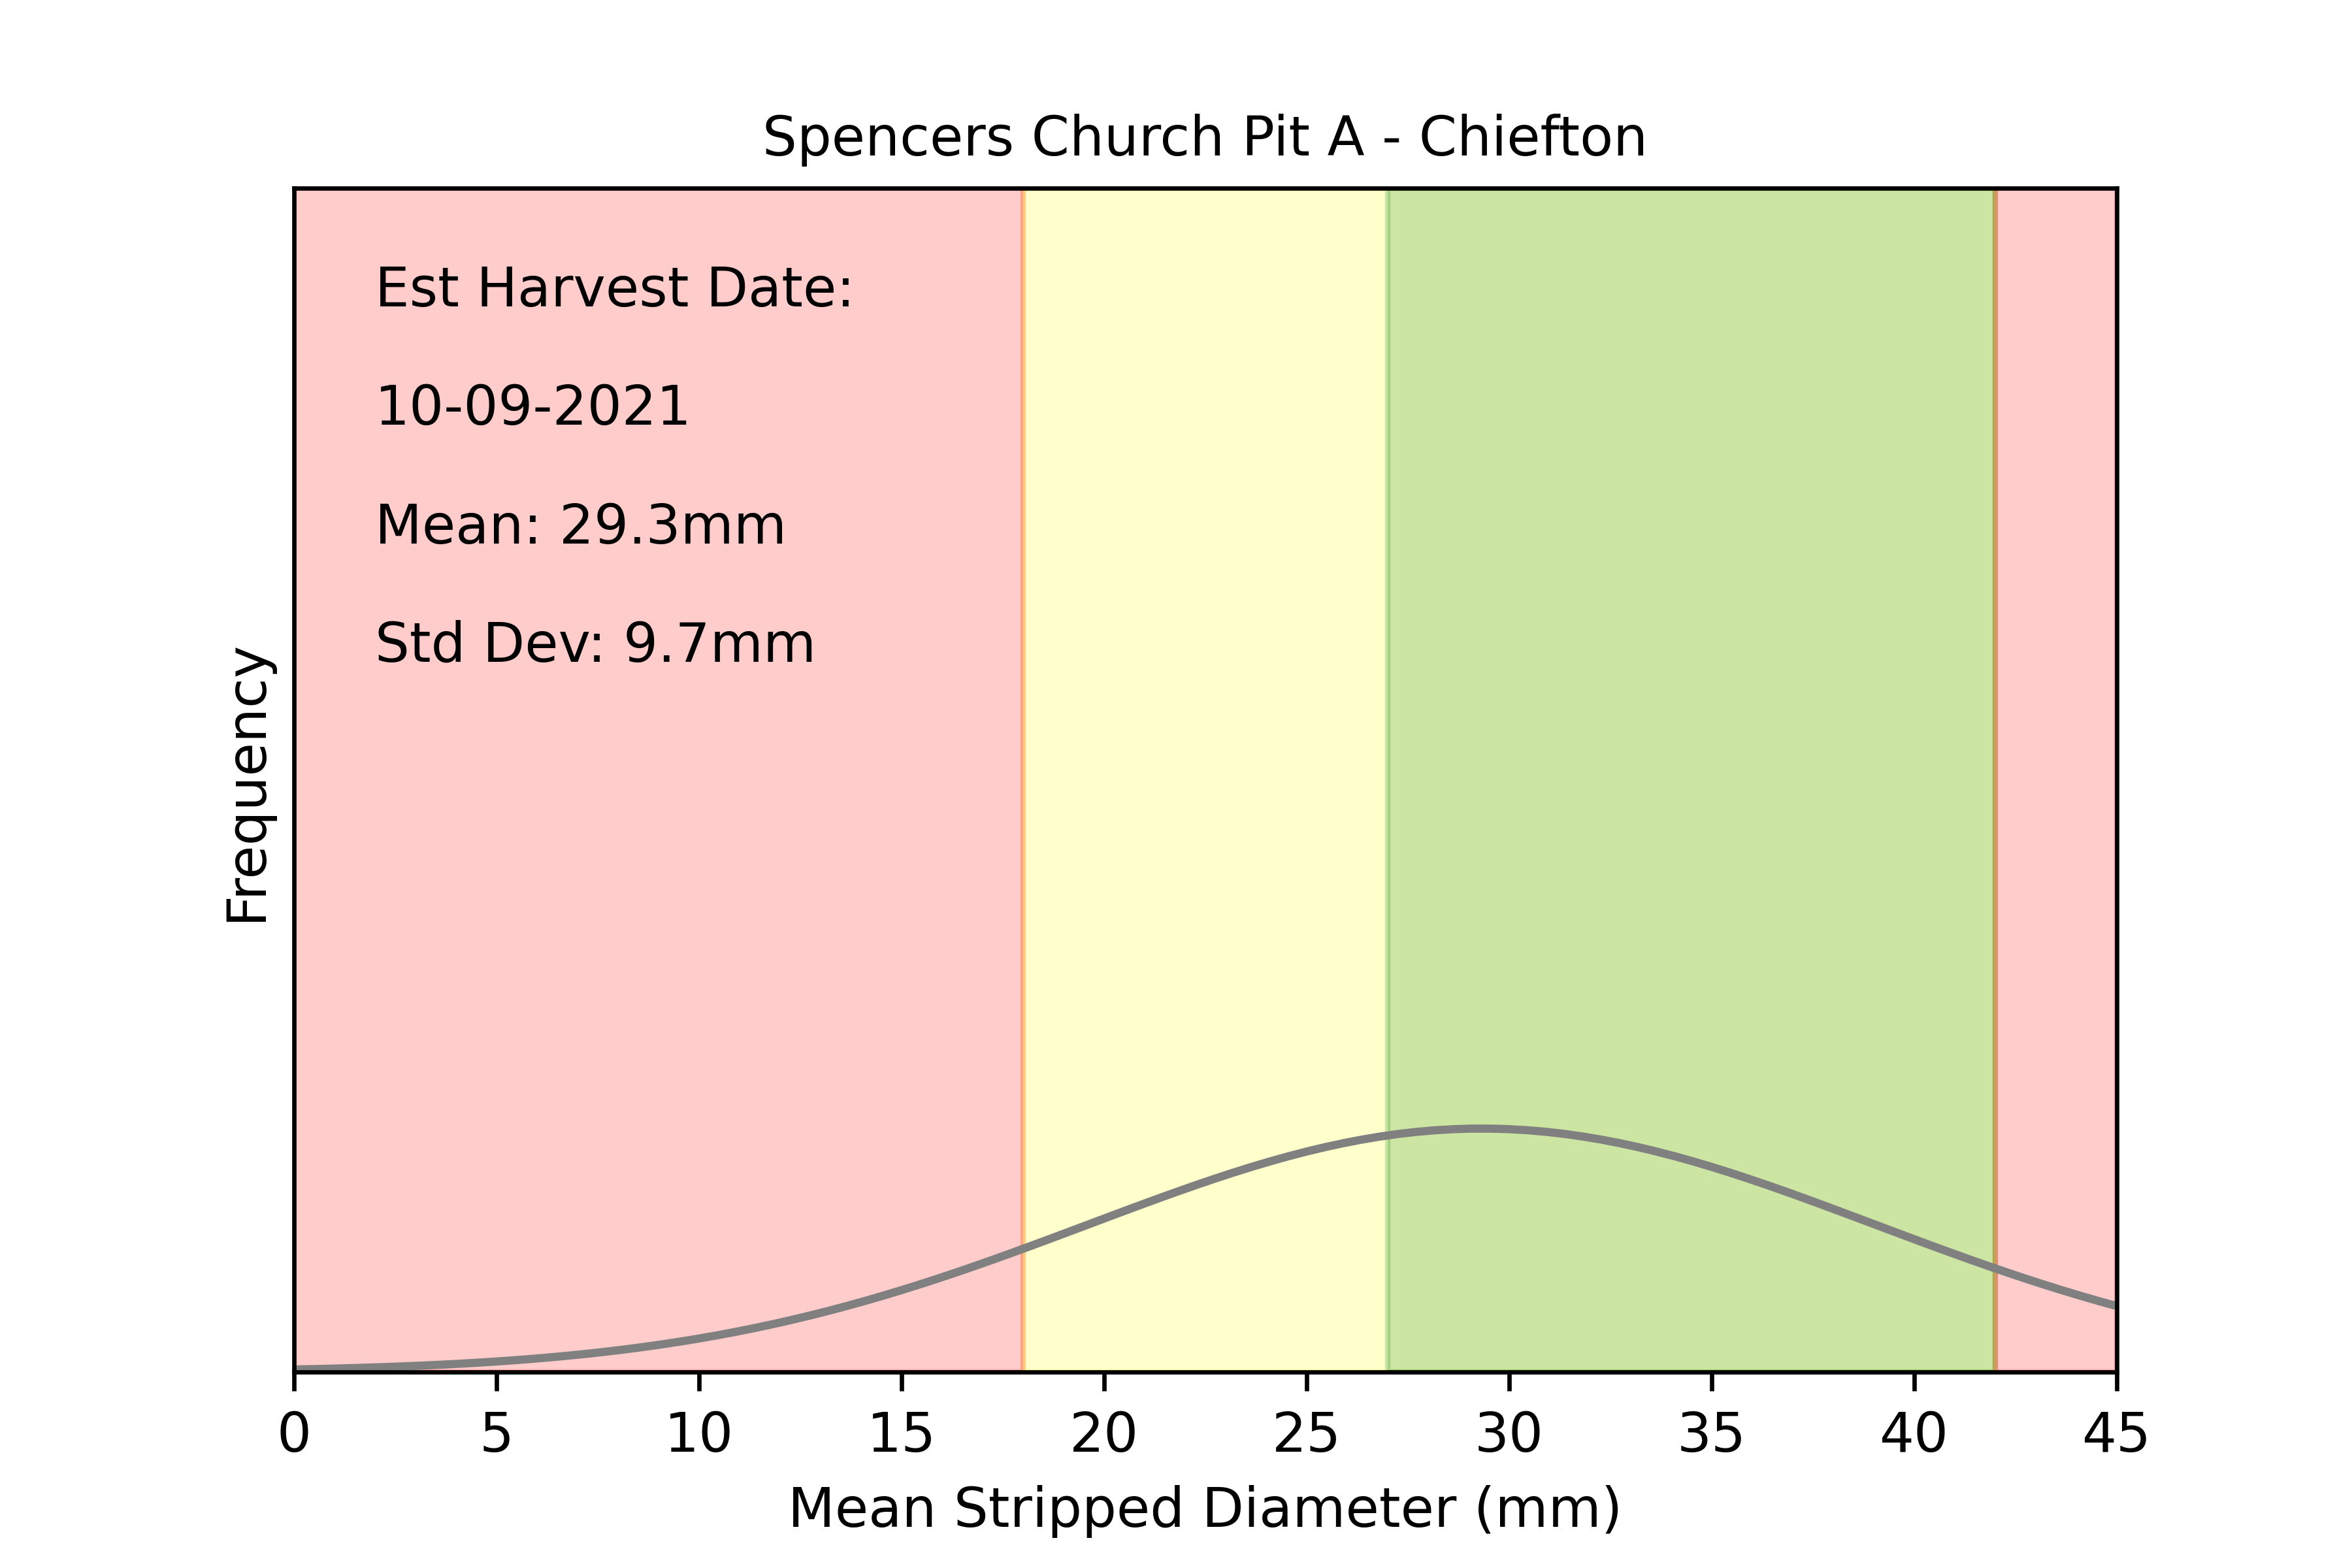 Spencers Church Pit A - Chiefton
Est Harvest Date:
10-09-2021
Mean: 29.3mm
Std Dev: 9.7mm
Frequency
0 5 10 15 20 25 30 35 40 45
Mean Stripped Diameter (mm)